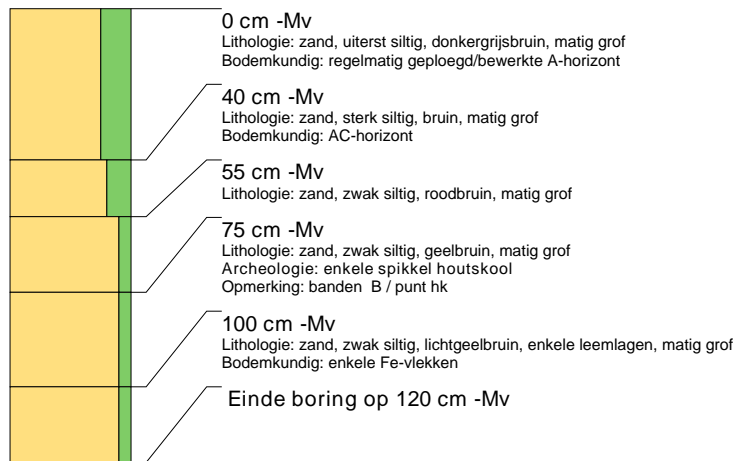 0 cm -Mv
Lithologie: zand, uiterst siltig, donkergrijsbruin, matig grof
Bodemkundig: regelmatig geploegd/bewerkte A-horizont
40 cm -Mv
Lithologie: zand, sterk siltig, bruin, matig grof
Bodemkundig: AC-horizont
55 cm -Mv
Lithologie: zand, zwak siltig, roodbruin, matig grof
75 cm -Mv
Lithologie: zand, zwak siltig, geelbruin, matig grof
Archeologie: enkele spikkel houtskool
Opmerking: banden B / punt hk
100 cm -Mv
Lithologie: zand, zwak siltig, lichtgeelbruin, enkele leemlagen, matig grof
Bodemkundig: enkele Fe-vlekken
Einde boring op 120 cm -Mv